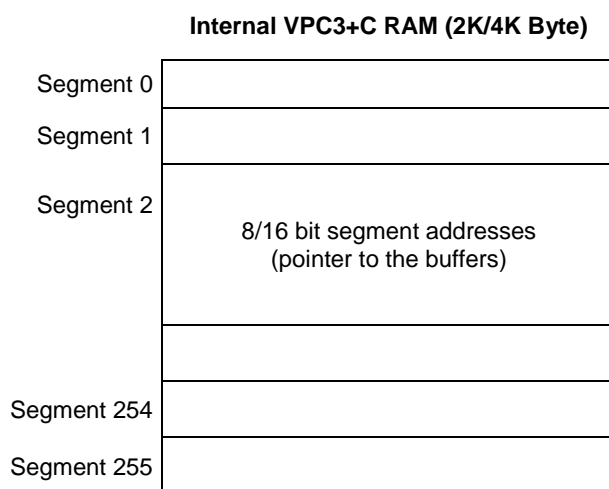 Internal VPC3+C RAM (2K/4K Byte)
Segment 0
Segment 1
Segment 2
8/16 bit segment addresses
(pointer to the buffers)
Segment 254
Segment 255